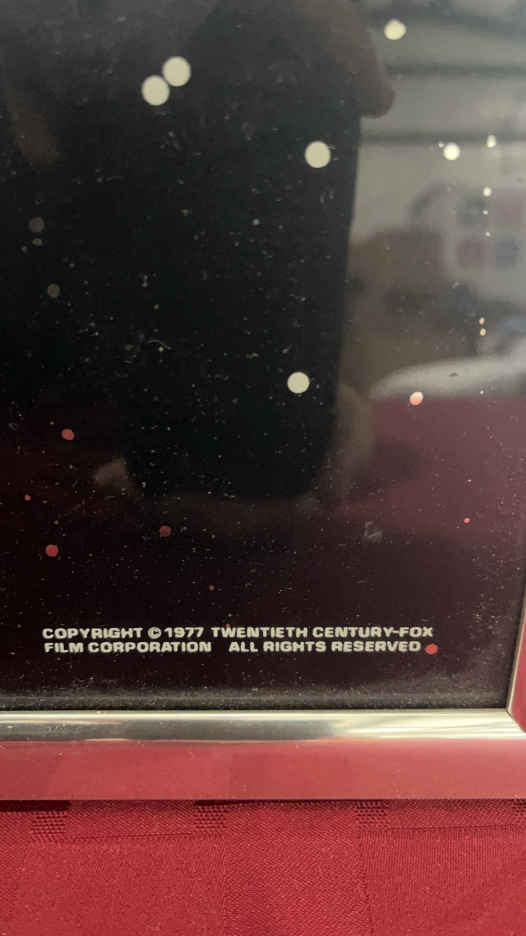 COPYRIGHT © 1977 TWENTIETH CENTURY-FOX
FILM CORPORATION ALL RIGHTS RESERVED